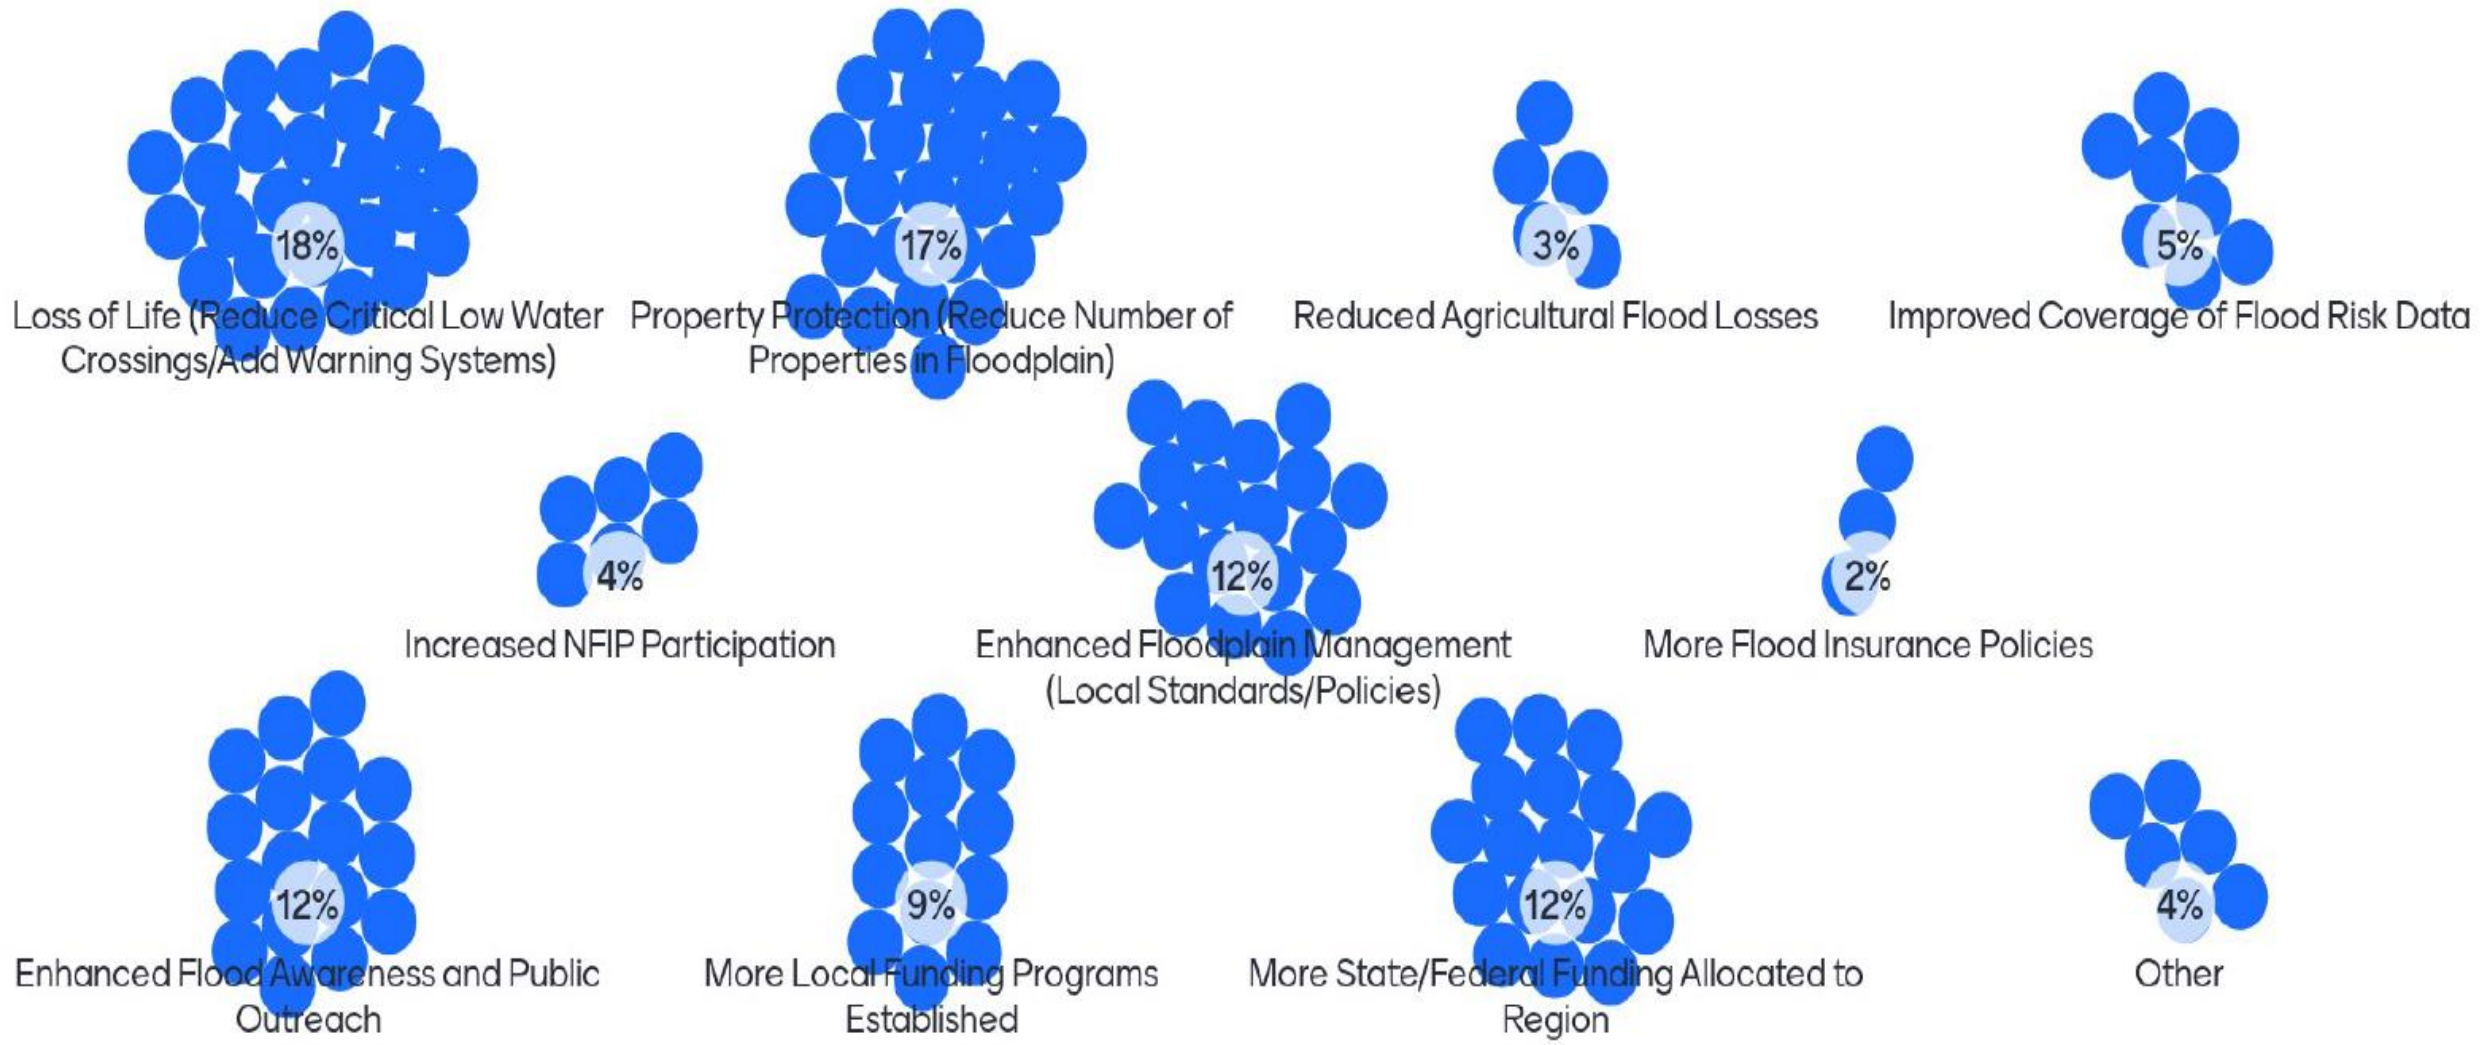 18%
Loss of Life (Reduce Critical Low Water
Crossings/Add Warning Systems)
17%
Property Protection (Reduce Number of
Properties in Floodplain)
3%
Reduced Agricultural Flood Losses
5%
Improved Coverage of Flood Risk Data
4%
Increased NFIP Participation
12%
Enhanced Floodplain Management
(Local Standards/Policies)
2%
More Flood Insurance Policies
12%
Enhanced Flood Awareness and Public
Outreach
9%
More Local Funding Programs
Established
12%
More State/Federal Funding Allocated to
Region
4%
Other